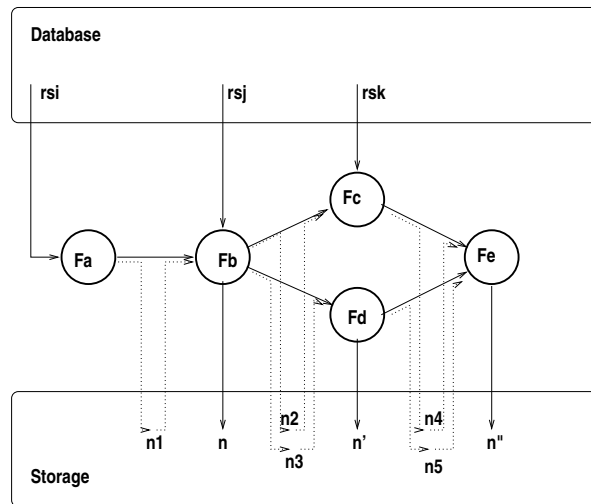 Database
rsi
rsj
rsk
Fc
Fa
Fb
Fe
Fd
n2
n4
n1
n
n'
n"
n3
n5
Storage